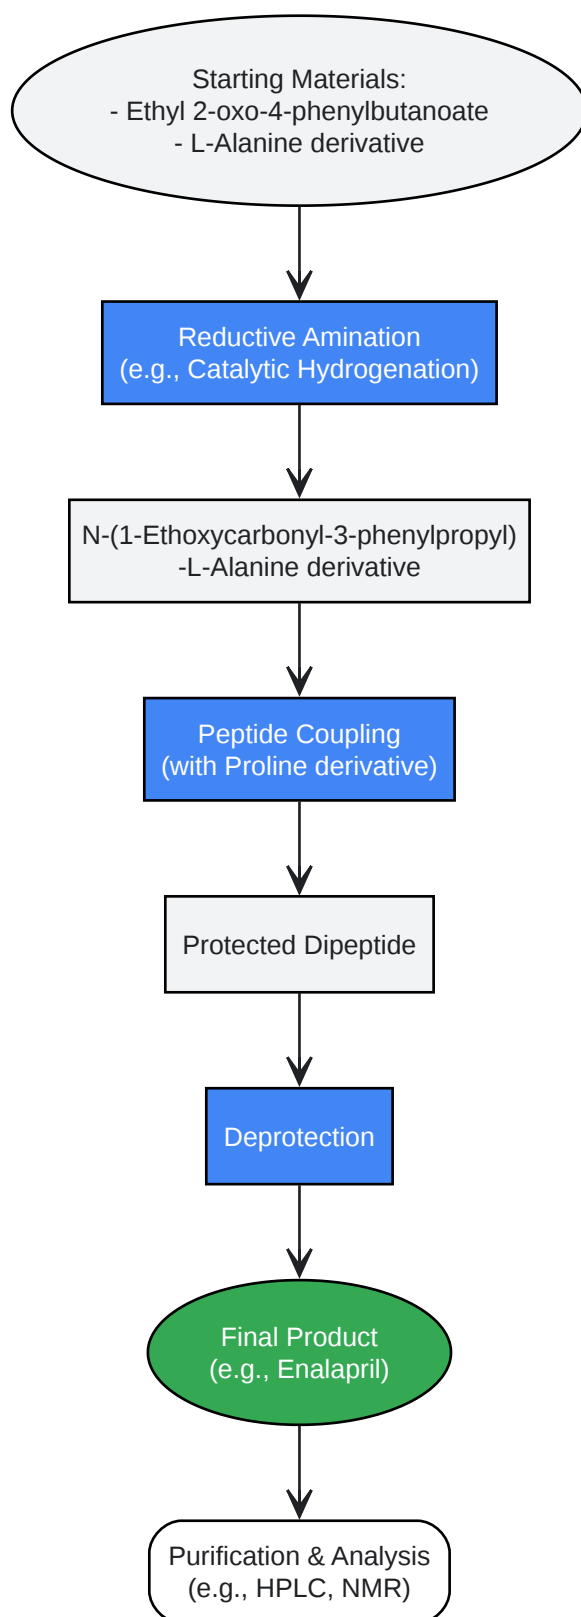 Starting Materials:
- Ethyl 2-oxo-4-phenylbutanoate
- L-Alanine derivative
Reductive Amination
(e.g., Catalytic Hydrogenation)
N-(1-Ethoxycarbonyl-3-phenylpropyl)
-L-Alanine derivative
Peptide Coupling
(with Proline derivative)
Protected Dipeptide
Deprotection
Final Product
(e.g., Enalapril)
Purification & Analysis
(e.g., HPLC, NMR)